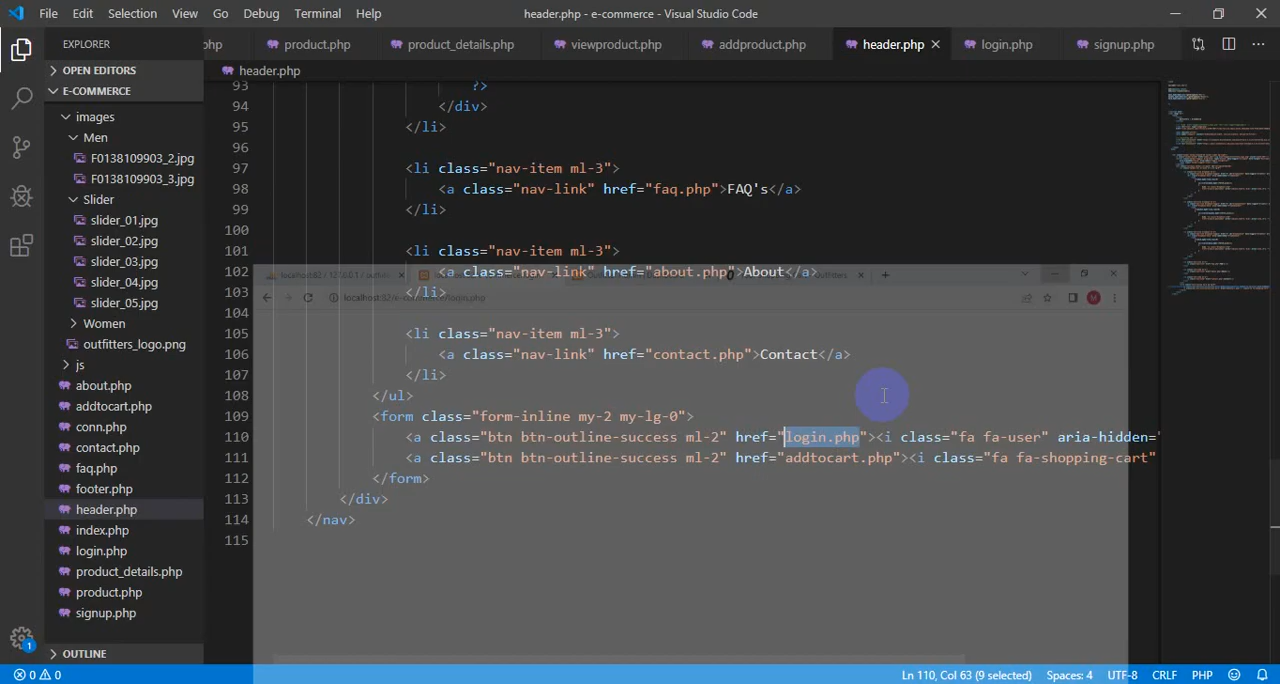 File Edit Selection View Go Debug Terminal Help header.php - e-commerce - Visual Studio Code
EXPLORER
php product.php product_details.php viewproduct.php addproduct.php header.php login.php signup.php
OPEN EDITORS
header.php
E-COMMERCE
images
Men
F0138109903_2.jpg
F0138109903_3.jpg
Slider
slider_01.jpg
slider_02.jpg
slider_03.jpg
slider_04.jpg
slider_05.jpg
Women
outfitters_logo.png
js
about.php
addtocart.php
conn.php
contact.php
faq.php
footer.php
header.php
index.php
login.php
product_details.php
product.php
signup.php
OUTLINE
93 ?>
94 </div>
95 </li>
96
97 <li class="nav-item ml-3">
98 <a class="nav-link" href="faq.php">FAQ's</a>
99 </li>
100
101 <li class="nav-item ml-3">
102 <a class="nav-link" href="about.php">About</a>
103 </li>
104
105 <li class="nav-item ml-3">
106 <a class="nav-link" href="contact.php">Contact</a>
107 </li>
108 </ul>
109 <form class="form-inline my-2 my-lg-0">
110 <a class="btn btn-outline-success ml-2" href="login.php"><i class="fa fa-user" aria-hidden="
111 <a class="btn btn-outline-success ml-2" href="addtocart.php"><i class="fa fa-shopping-cart"
112 </form>
113 </div>
114 </nav>
115
M
1
0 0 Ln 110, Col 63 (9 selected) Spaces: 4 UTF-8 CRLF PHP